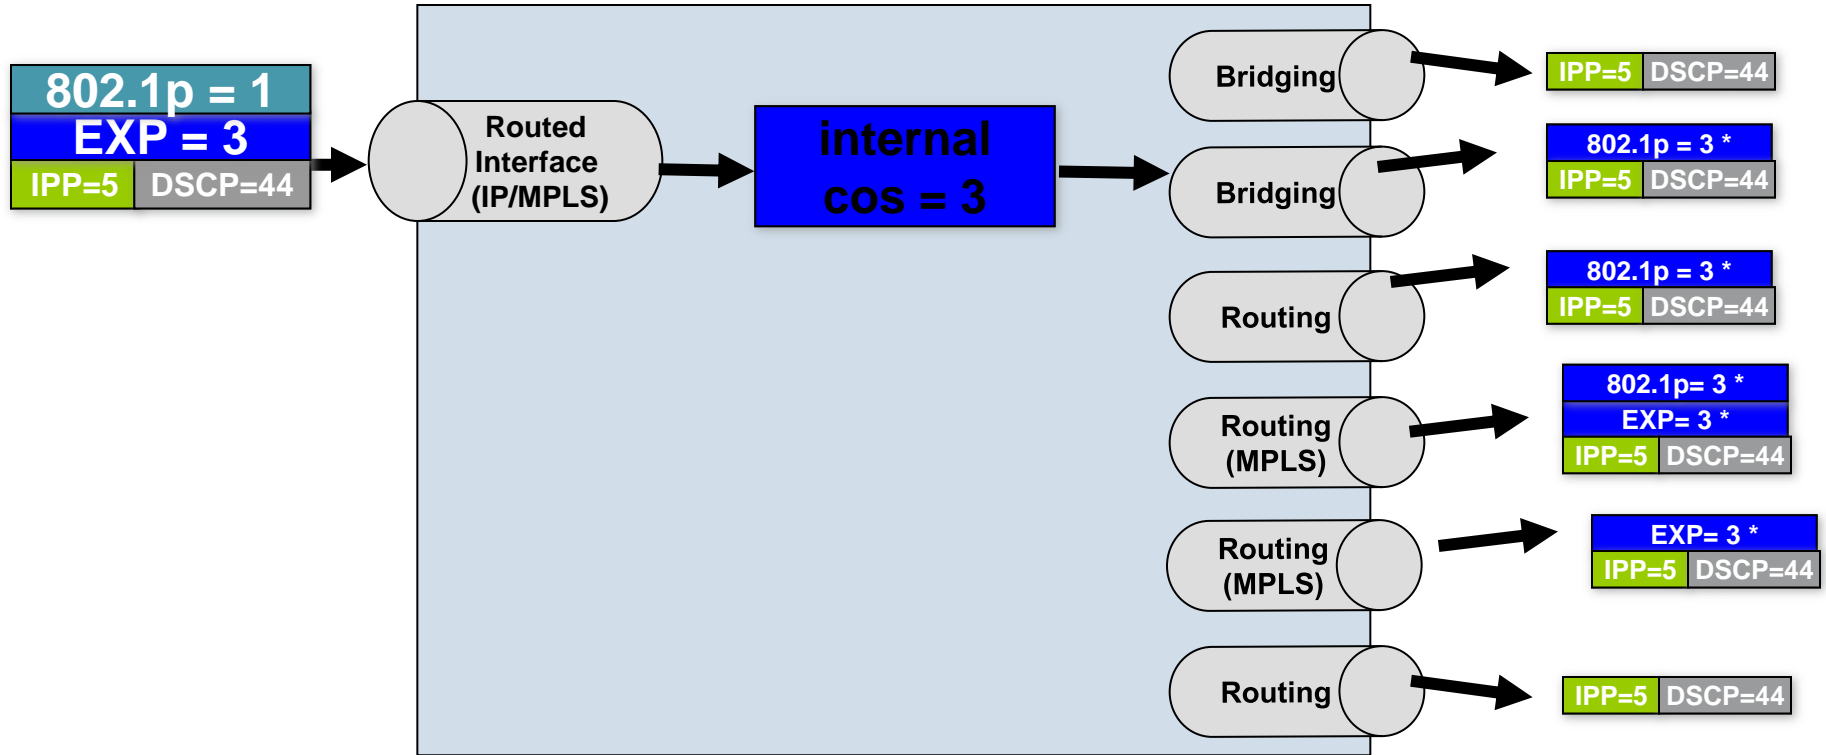 802.1p = 1
EXP = 3
IPP=5 DSCP=44
Routed
Interface
(IP/MPLS)
internal
cos = 3
Bridging
IPP=5 DSCP=44
Bridging
802.1p = 3 *
IPP=5 DSCP=44
Routing
802.1p = 3 *
IPP=5 DSCP=44
Routing
(MPLS)
802.1p= 3 *
EXP= 3 *
IPP=5 DSCP=44
Routing
(MPLS)
EXP= 3 *
IPP=5 DSCP=44
Routing
IPP=5 DSCP=44